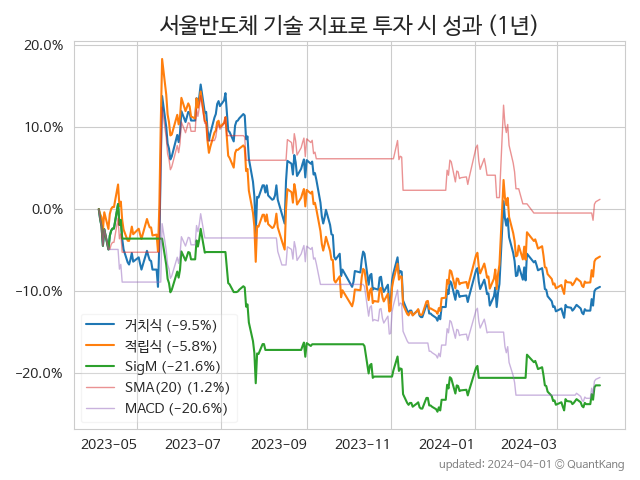 서울반도체 기술 지표로 투자 시 성과 (1년)
20.0%
10.0%
0.0%
−10.0%
−20.0%
거치식 (−9.5%)
적립식 (−5.8%)
SigM (−21.6%)
SMA(20) (1.2%)
MACD (−20.6%)
2023-05 2023-07 2023-09 2023-11 2024-01 2024-03
updated: 2024-04-01 © QuantKang